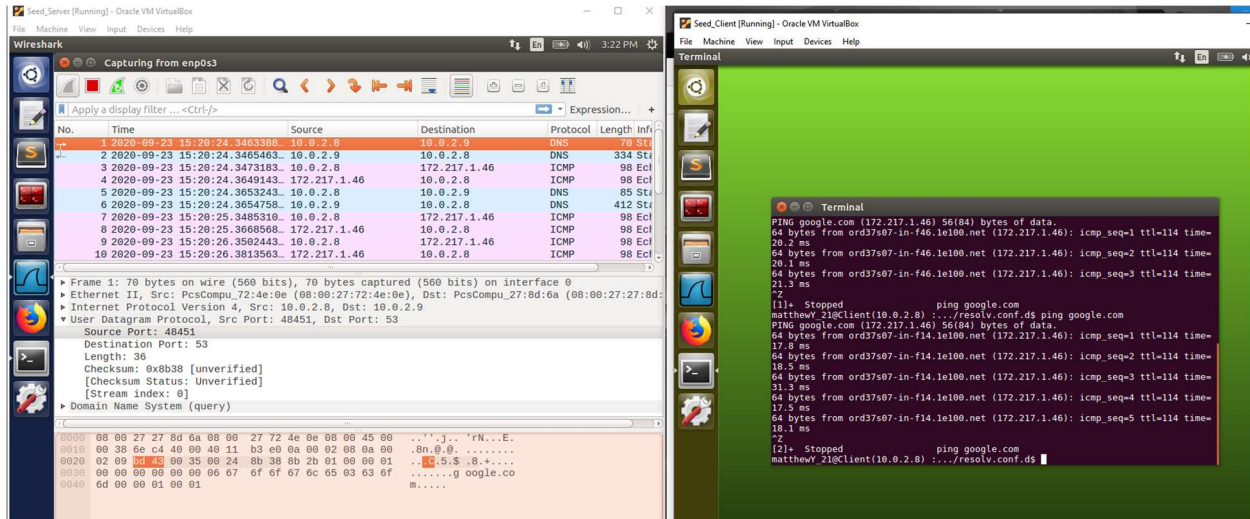 Seed_Server [Running] - Oracle VM VirtualBox
File Machine View Input Devices Help
Wireshark En 3:22 PM
Capturing from enp0s3
Apply a display filter ... <Ctrl-/> Expression... +
No. Time Source Destination Protocol Length Info
1 2020-09-23 15:20:24.3463388… 10.0.2.8 10.0.2.9 DNS 70 Sta
2 2020-09-23 15:20:24.3465463… 10.0.2.9 10.0.2.8 DNS 334 Sta
3 2020-09-23 15:20:24.3473183… 10.0.2.8 172.217.1.46 ICMP 98 Ech
4 2020-09-23 15:20:24.3649143… 172.217.1.46 10.0.2.8 ICMP 98 Ech
5 2020-09-23 15:20:24.3653243… 10.0.2.8 10.0.2.9 DNS 85 Sta
6 2020-09-23 15:20:24.3654758… 10.0.2.9 10.0.2.8 DNS 412 Sta
7 2020-09-23 15:20:25.3485310… 10.0.2.8 172.217.1.46 ICMP 98 Ech
8 2020-09-23 15:20:25.3668568… 172.217.1.46 10.0.2.8 ICMP 98 Ech
9 2020-09-23 15:20:26.3502443… 10.0.2.8 172.217.1.46 ICMP 98 Ech
10 2020-09-23 15:20:26.3813563… 172.217.1.46 10.0.2.8 ICMP 98 Ech
Frame 1: 70 bytes on wire (560 bits), 70 bytes captured (560 bits) on interface 0
Ethernet II, Src: PcsCompu_72:4e:0e (08:00:27:72:4e:0e), Dst: PcsCompu_27:8d:6a (08:00:27:27:8d:
Internet Protocol Version 4, Src: 10.0.2.8, Dst: 10.0.2.9
User Datagram Protocol, Src Port: 48451, Dst Port: 53
Source Port: 48451
Destination Port: 53
Length: 36
Checksum: 0x8b38 [unverified]
[Checksum Status: Unverified]
[Stream index: 0]
Domain Name System (query)
0000 08 00 27 27 8d 6a 08 00 27 72 4e 0e 08 00 45 00 ..''.j.. 'rN...E.
0010 00 38 6e c4 40 00 40 11 b3 e0 0a 00 02 08 0a 00 .8n.@.@. ........
0020 02 09 bd 43 00 35 00 24 8b 38 8b 2b 01 00 00 01 ...C.5.$ .8.+....
0030 00 00 00 00 00 00 06 67 6f 6f 67 6c 65 03 63 6f .......g oogle.co
0040 6d 00 00 01 00 01 m.....
Seed_Client [Running] - Oracle VM VirtualBox
File Machine View Input Devices Help
Terminal En
Terminal
PING google.com (172.217.1.46) 56(84) bytes of data.
64 bytes from ord37s07-in-f46.1e100.net (172.217.1.46): icmp_seq=1 ttl=114 time=
20.2 ms
64 bytes from ord37s07-in-f46.1e100.net (172.217.1.46): icmp_seq=2 ttl=114 time=
20.1 ms
64 bytes from ord37s07-in-f46.1e100.net (172.217.1.46): icmp_seq=3 ttl=114 time=
21.3 ms
^Z
[1]+ Stopped ping google.com
matthewY_21@Client(10.0.2.8) :.../resolv.conf.d$ ping google.com
PING google.com (172.217.1.46) 56(84) bytes of data.
64 bytes from ord37s07-in-f14.1e100.net (172.217.1.46): icmp_seq=1 ttl=114 time=
17.8 ms
64 bytes from ord37s07-in-f14.1e100.net (172.217.1.46): icmp_seq=2 ttl=114 time=
18.5 ms
64 bytes from ord37s07-in-f14.1e100.net (172.217.1.46): icmp_seq=3 ttl=114 time=
31.3 ms
64 bytes from ord37s07-in-f14.1e100.net (172.217.1.46): icmp_seq=4 ttl=114 time=
17.5 ms
64 bytes from ord37s07-in-f14.1e100.net (172.217.1.46): icmp_seq=5 ttl=114 time=
18.1 ms
^Z
[2]+ Stopped ping google.com
matthewY_21@Client(10.0.2.8) :.../resolv.conf.d$